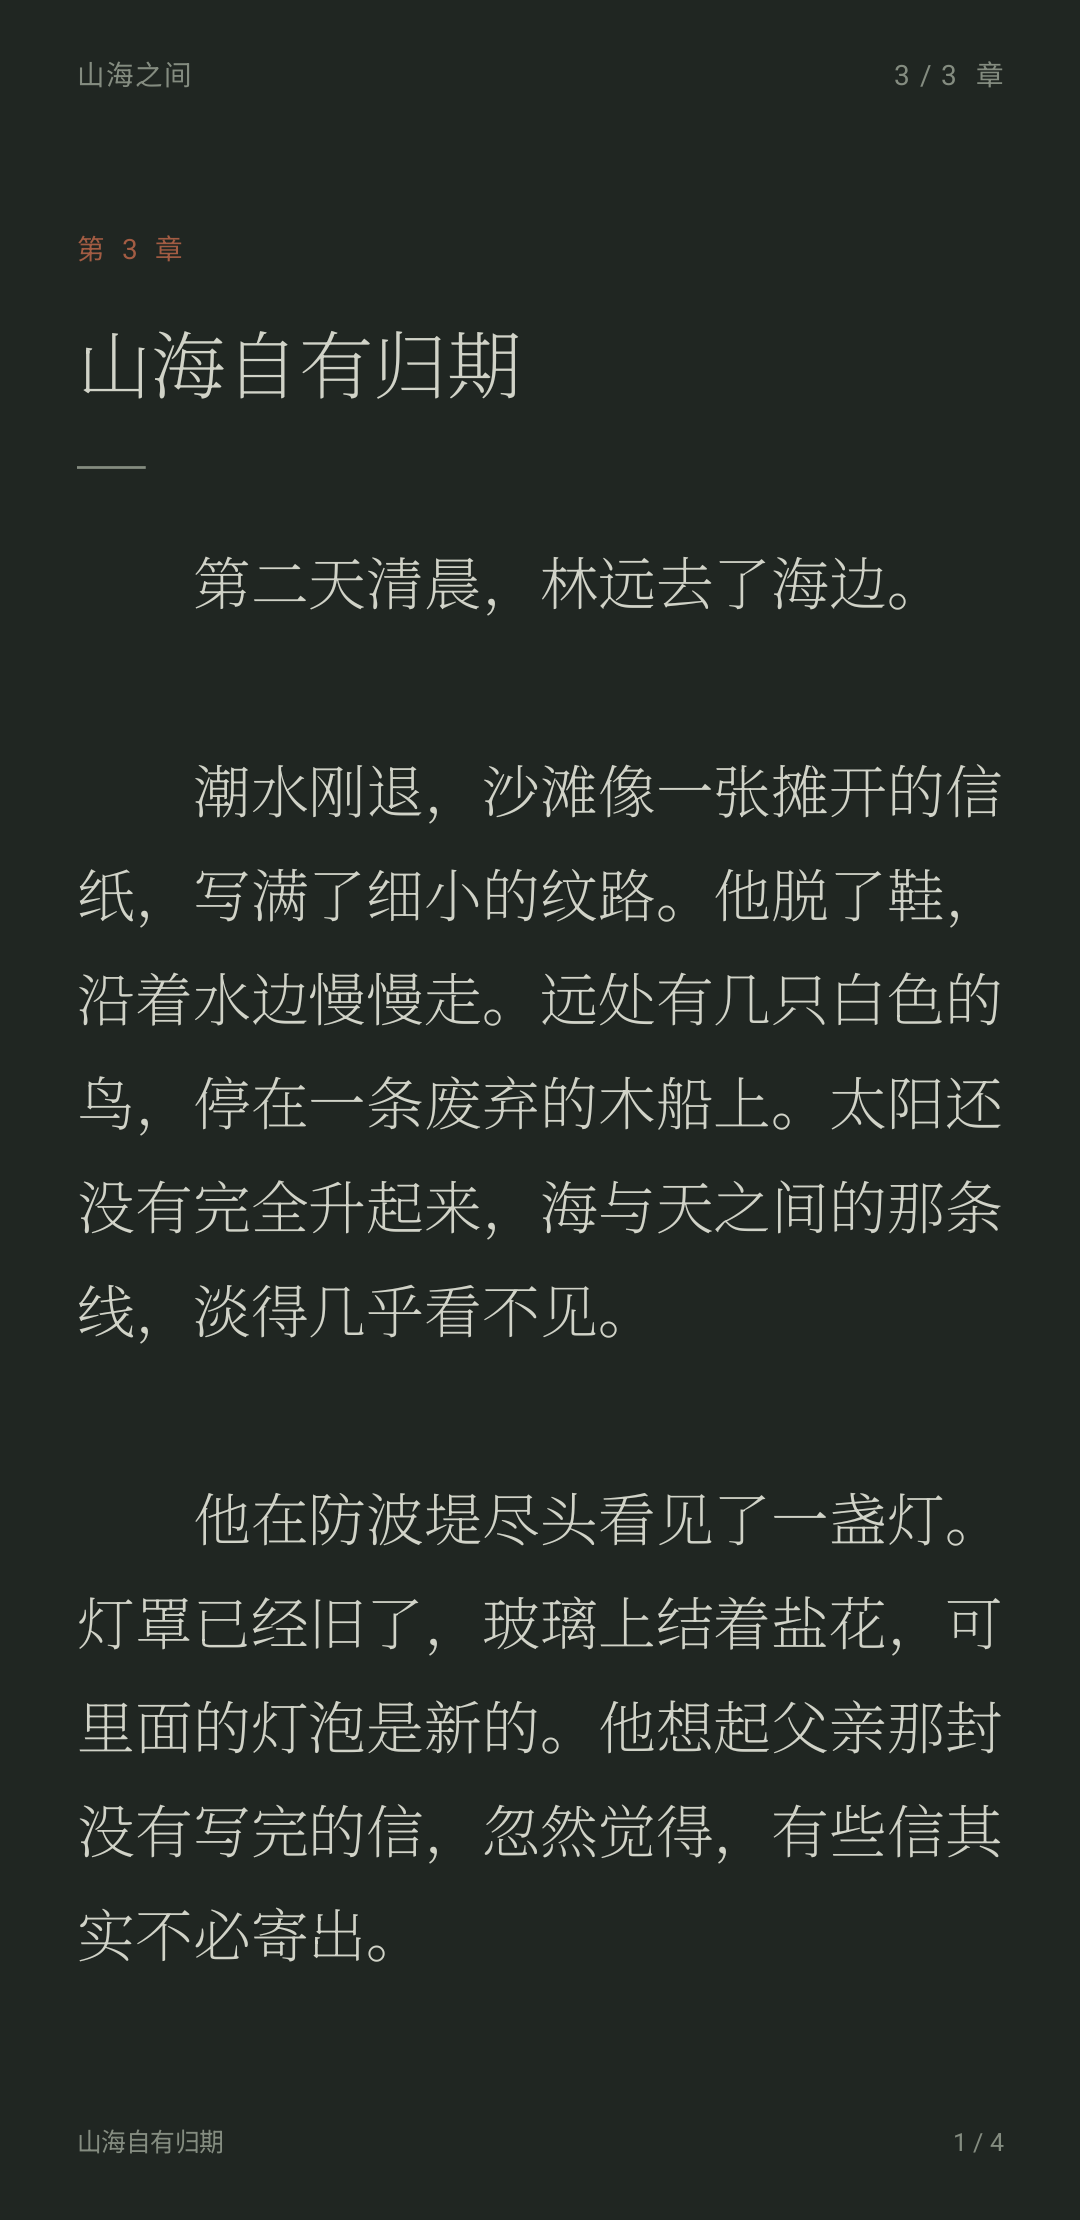 山海之间
3 / 3 章
第 3 章
山海自有归期
第二天清晨，林远去了海边。
潮水刚退，沙滩像一张摊开的信
纸，写满了细小的纹路。他脱了鞋，
沿着水边慢慢走。远处有几只白色的
鸟，停在一条废弃的木船上。太阳还
没有完全升起来，海与天之间的那条
线，淡得几乎看不见。
他在防波堤尽头看见了一盏灯。
灯罩已经旧了，玻璃上结着盐花，可
里面的灯泡是新的。他想起父亲那封
没有写完的信，忽然觉得，有些信其
实不必寄出。
山海自有归期
1 / 4